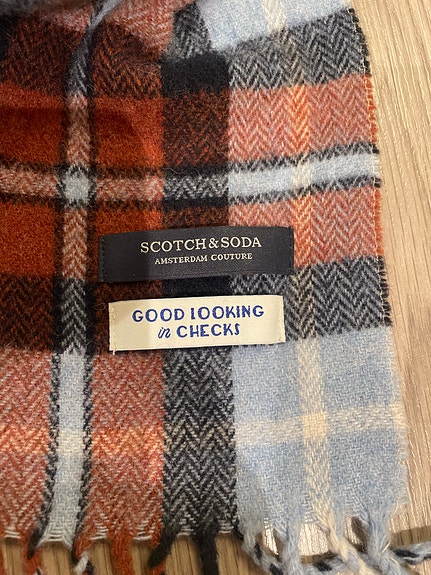 SCOTCH & SODA
AMSTERDAM COUTURE
GOOD LOOKING
in CHECKS